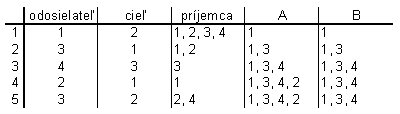 odosielateľ cieľ príjemca A B
1 1 2 1, 2, 3, 4 1 1
2 3 1 1, 2 1, 3 1, 3
3 4 3 3 1, 3, 4 1, 3, 4
4 2 1 1 1, 3, 4, 2 1, 3, 4
5 3 2 2, 4 1, 3, 4, 2 1, 3, 4